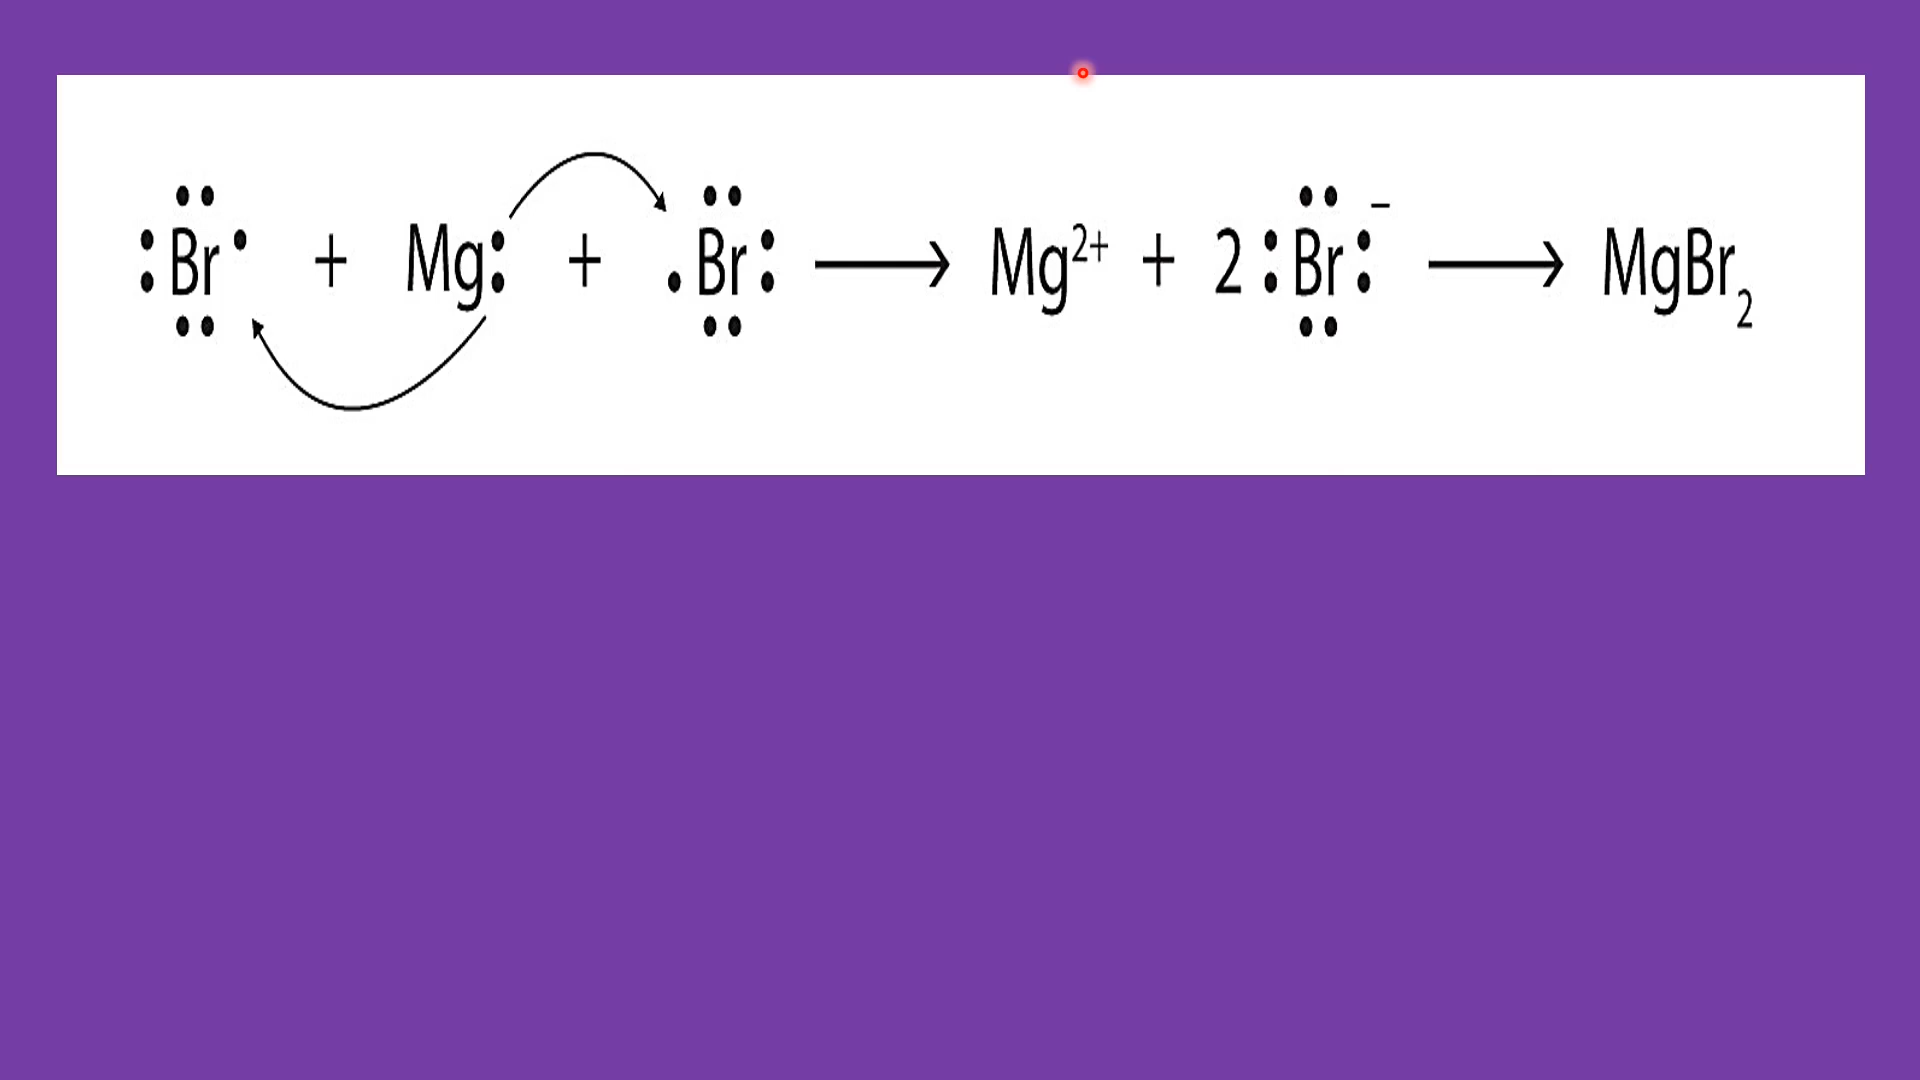 Br + Mg + Br ⟶ Mg²⁺ + 2 Br⁻ ⟶ MgBr₂